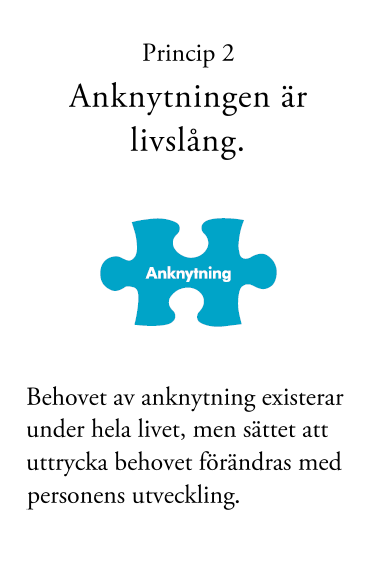 Princip 2
Anknytningen är
livslång.
Anknytning
Behovet av anknytning existerar
under hela livet, men sättet att
uttrycka behovet förändras med
personens utveckling.